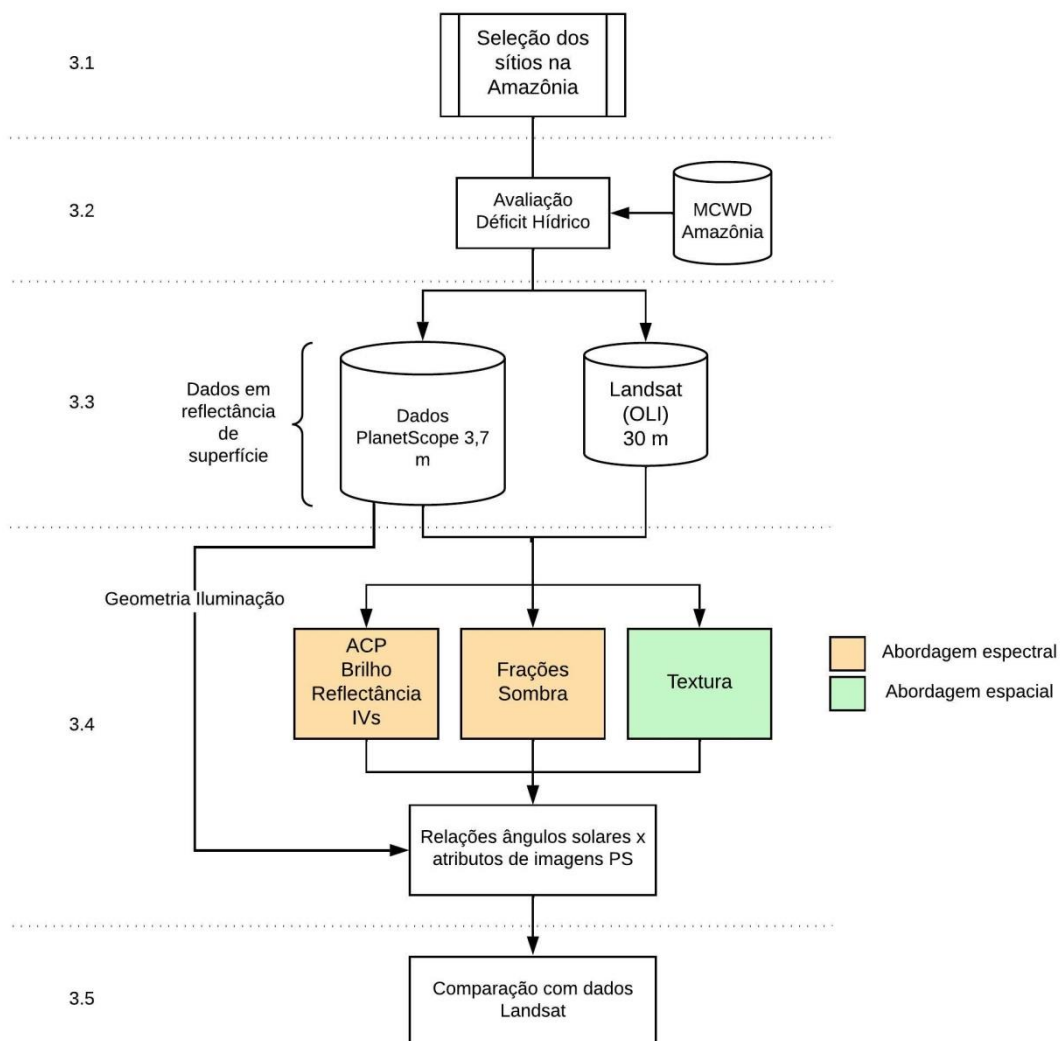 3.1
Seleção dos
sítios na
Amazônia
3.2
Avaliação
Déficit Hídrico
MCWD
Amazônia
3.3
Dados em
reflectância
de
superfície
Dados
PlanetScope 3,7
m
Landsat
(OLI)
30 m
Geometria Iluminação
3.4
ACP
Brilho
Reflectância
IVs
Frações
Sombra
Textura
Abordagem espectral
Abordagem espacial
Relações ângulos solares x
atributos de imagens PS
3.5
Comparação com dados
Landsat